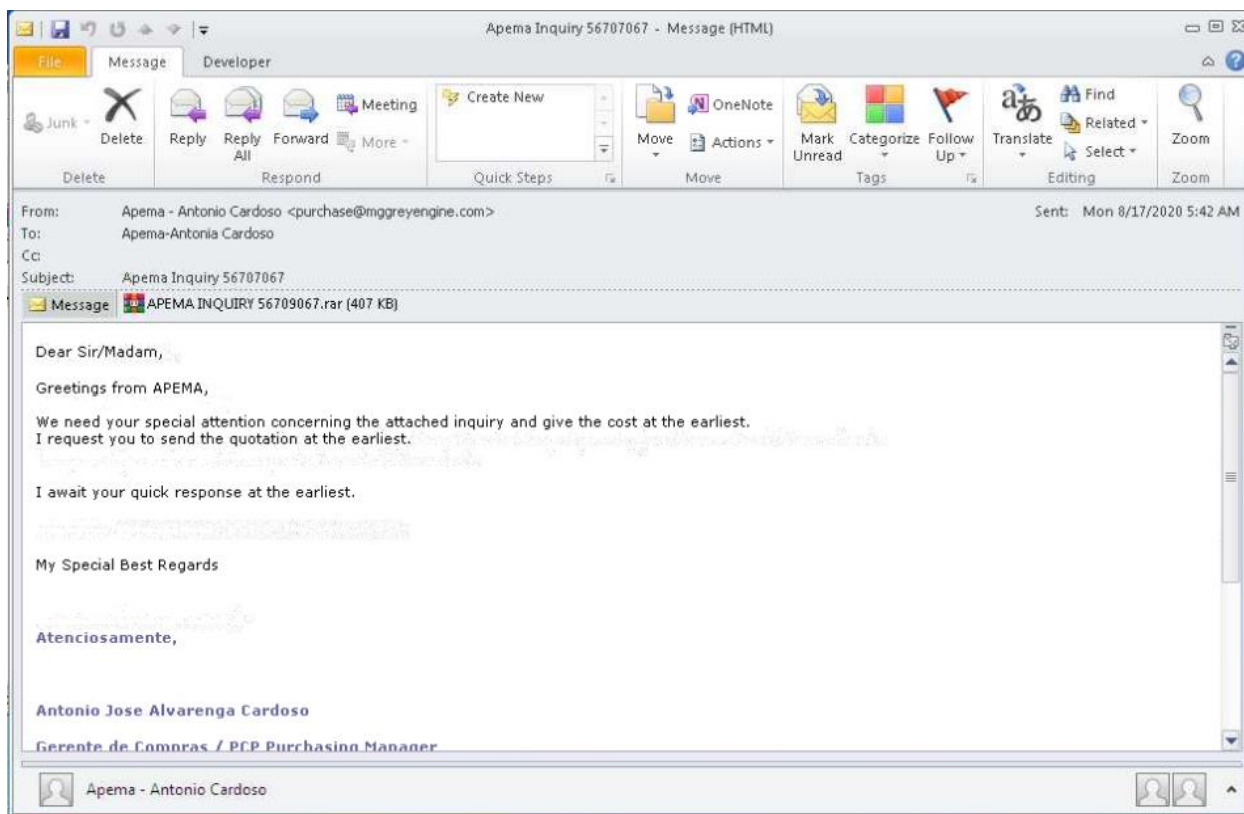 Apema Inquiry 56707067 - Message (HTML)
File Message Developer
Junk
Delete
Reply
Reply All
Forward
Meeting
More
Create New
Move
OneNote
Actions
Mark Unread
Categorize
Follow Up
Translate
Find
Related
Select
Zoom
Delete Respond Quick Steps Move Tags Editing Zoom
From: Apema - Antonio Cardoso <purchase@mggreyengine.com> Sent: Mon 8/17/2020 5:42 AM
To: Apema-Antonia Cardoso
Cc:
Subject: Apema Inquiry 56707067
Message APEMA INQUIRY 56709067.rar (407 KB)
Dear Sir/Madam,
Greetings from APEMA,
We need your special attention concerning the attached inquiry and give the cost at the earliest.
I request you to send the quotation at the earliest.
I await your quick response at the earliest.
My Special Best Regards
Atenciosamente,
Antonio Jose Alvarenga Cardoso
Gerente de Compras / PCP Purchasing Manager
Apema - Antonio Cardoso